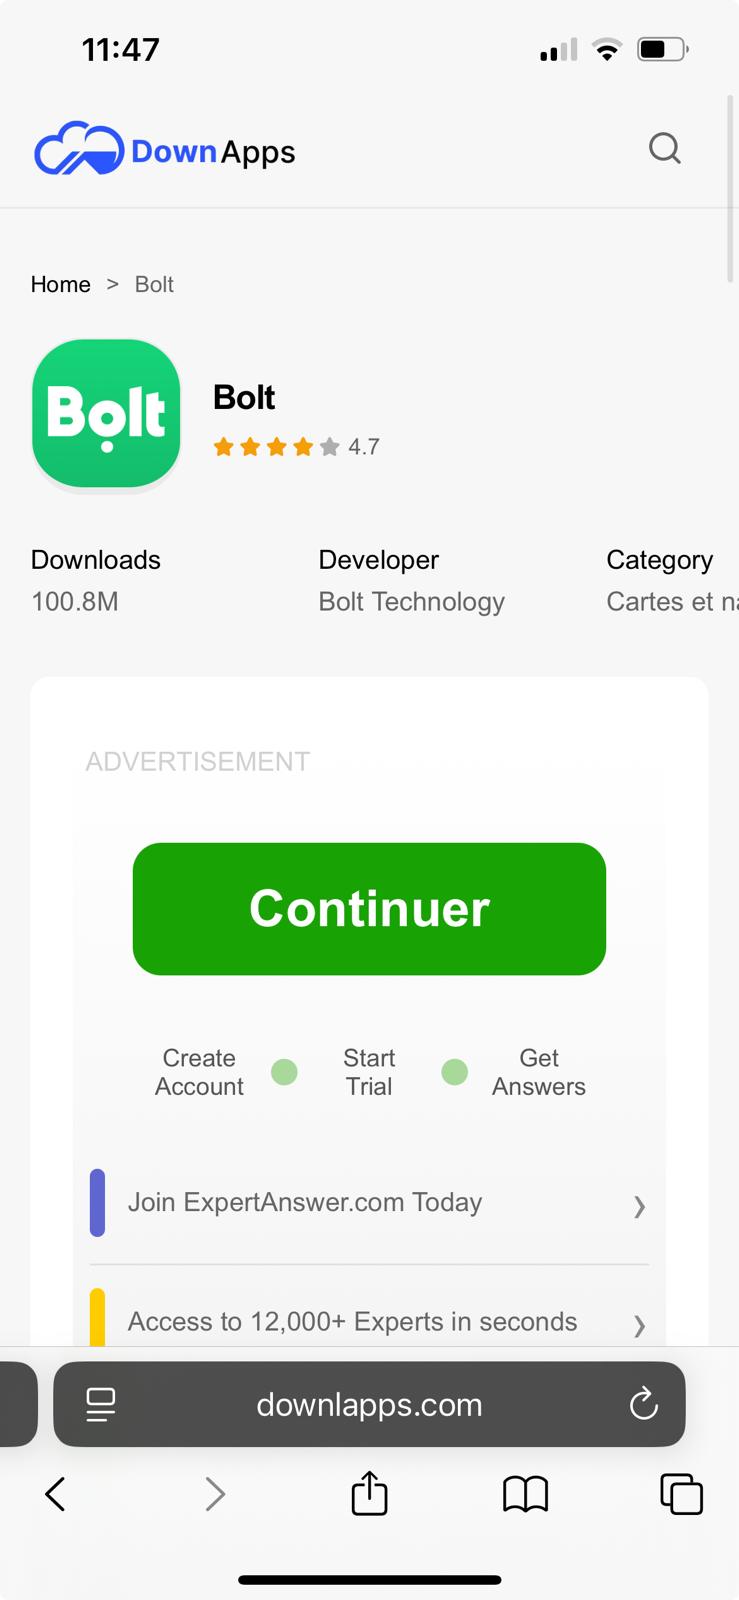 11:47
DownApps
Home > Bolt
Bolt
Bolt
4.7
Downloads
Developer
Category
100.8M
Bolt Technology
Cartes et na
ADVERTISEMENT
Continuer
Create
Account
Start
Trial
Get
Answers
Join ExpertAnswer.com Today
Access to 12,000+ Experts in seconds
downlapps.com